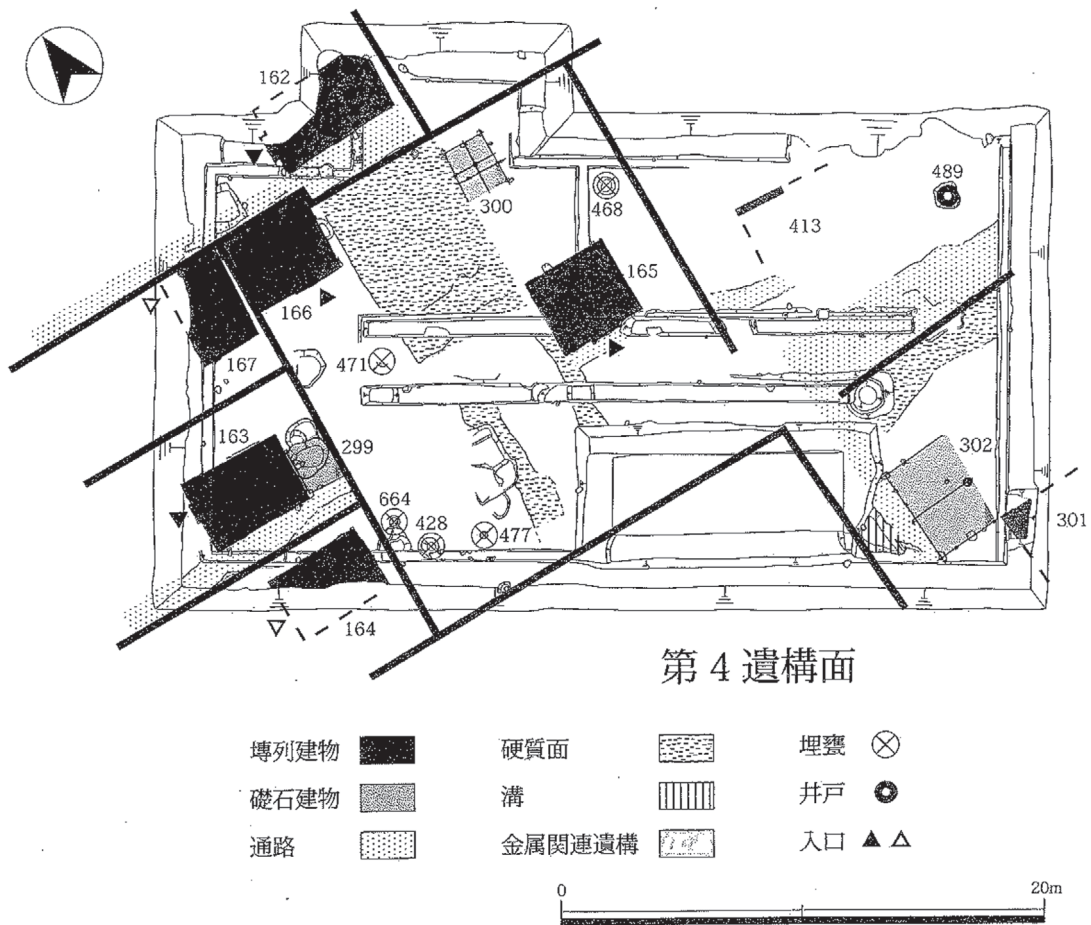 162
489
300
468
413
165
166
471
167
163
299
302
664
428
477
301
164
第4遺構面
塼列建物
硬質面
埋甕
礎石建物
溝
井戸
通路
金属関連遺構
入口
0
20m